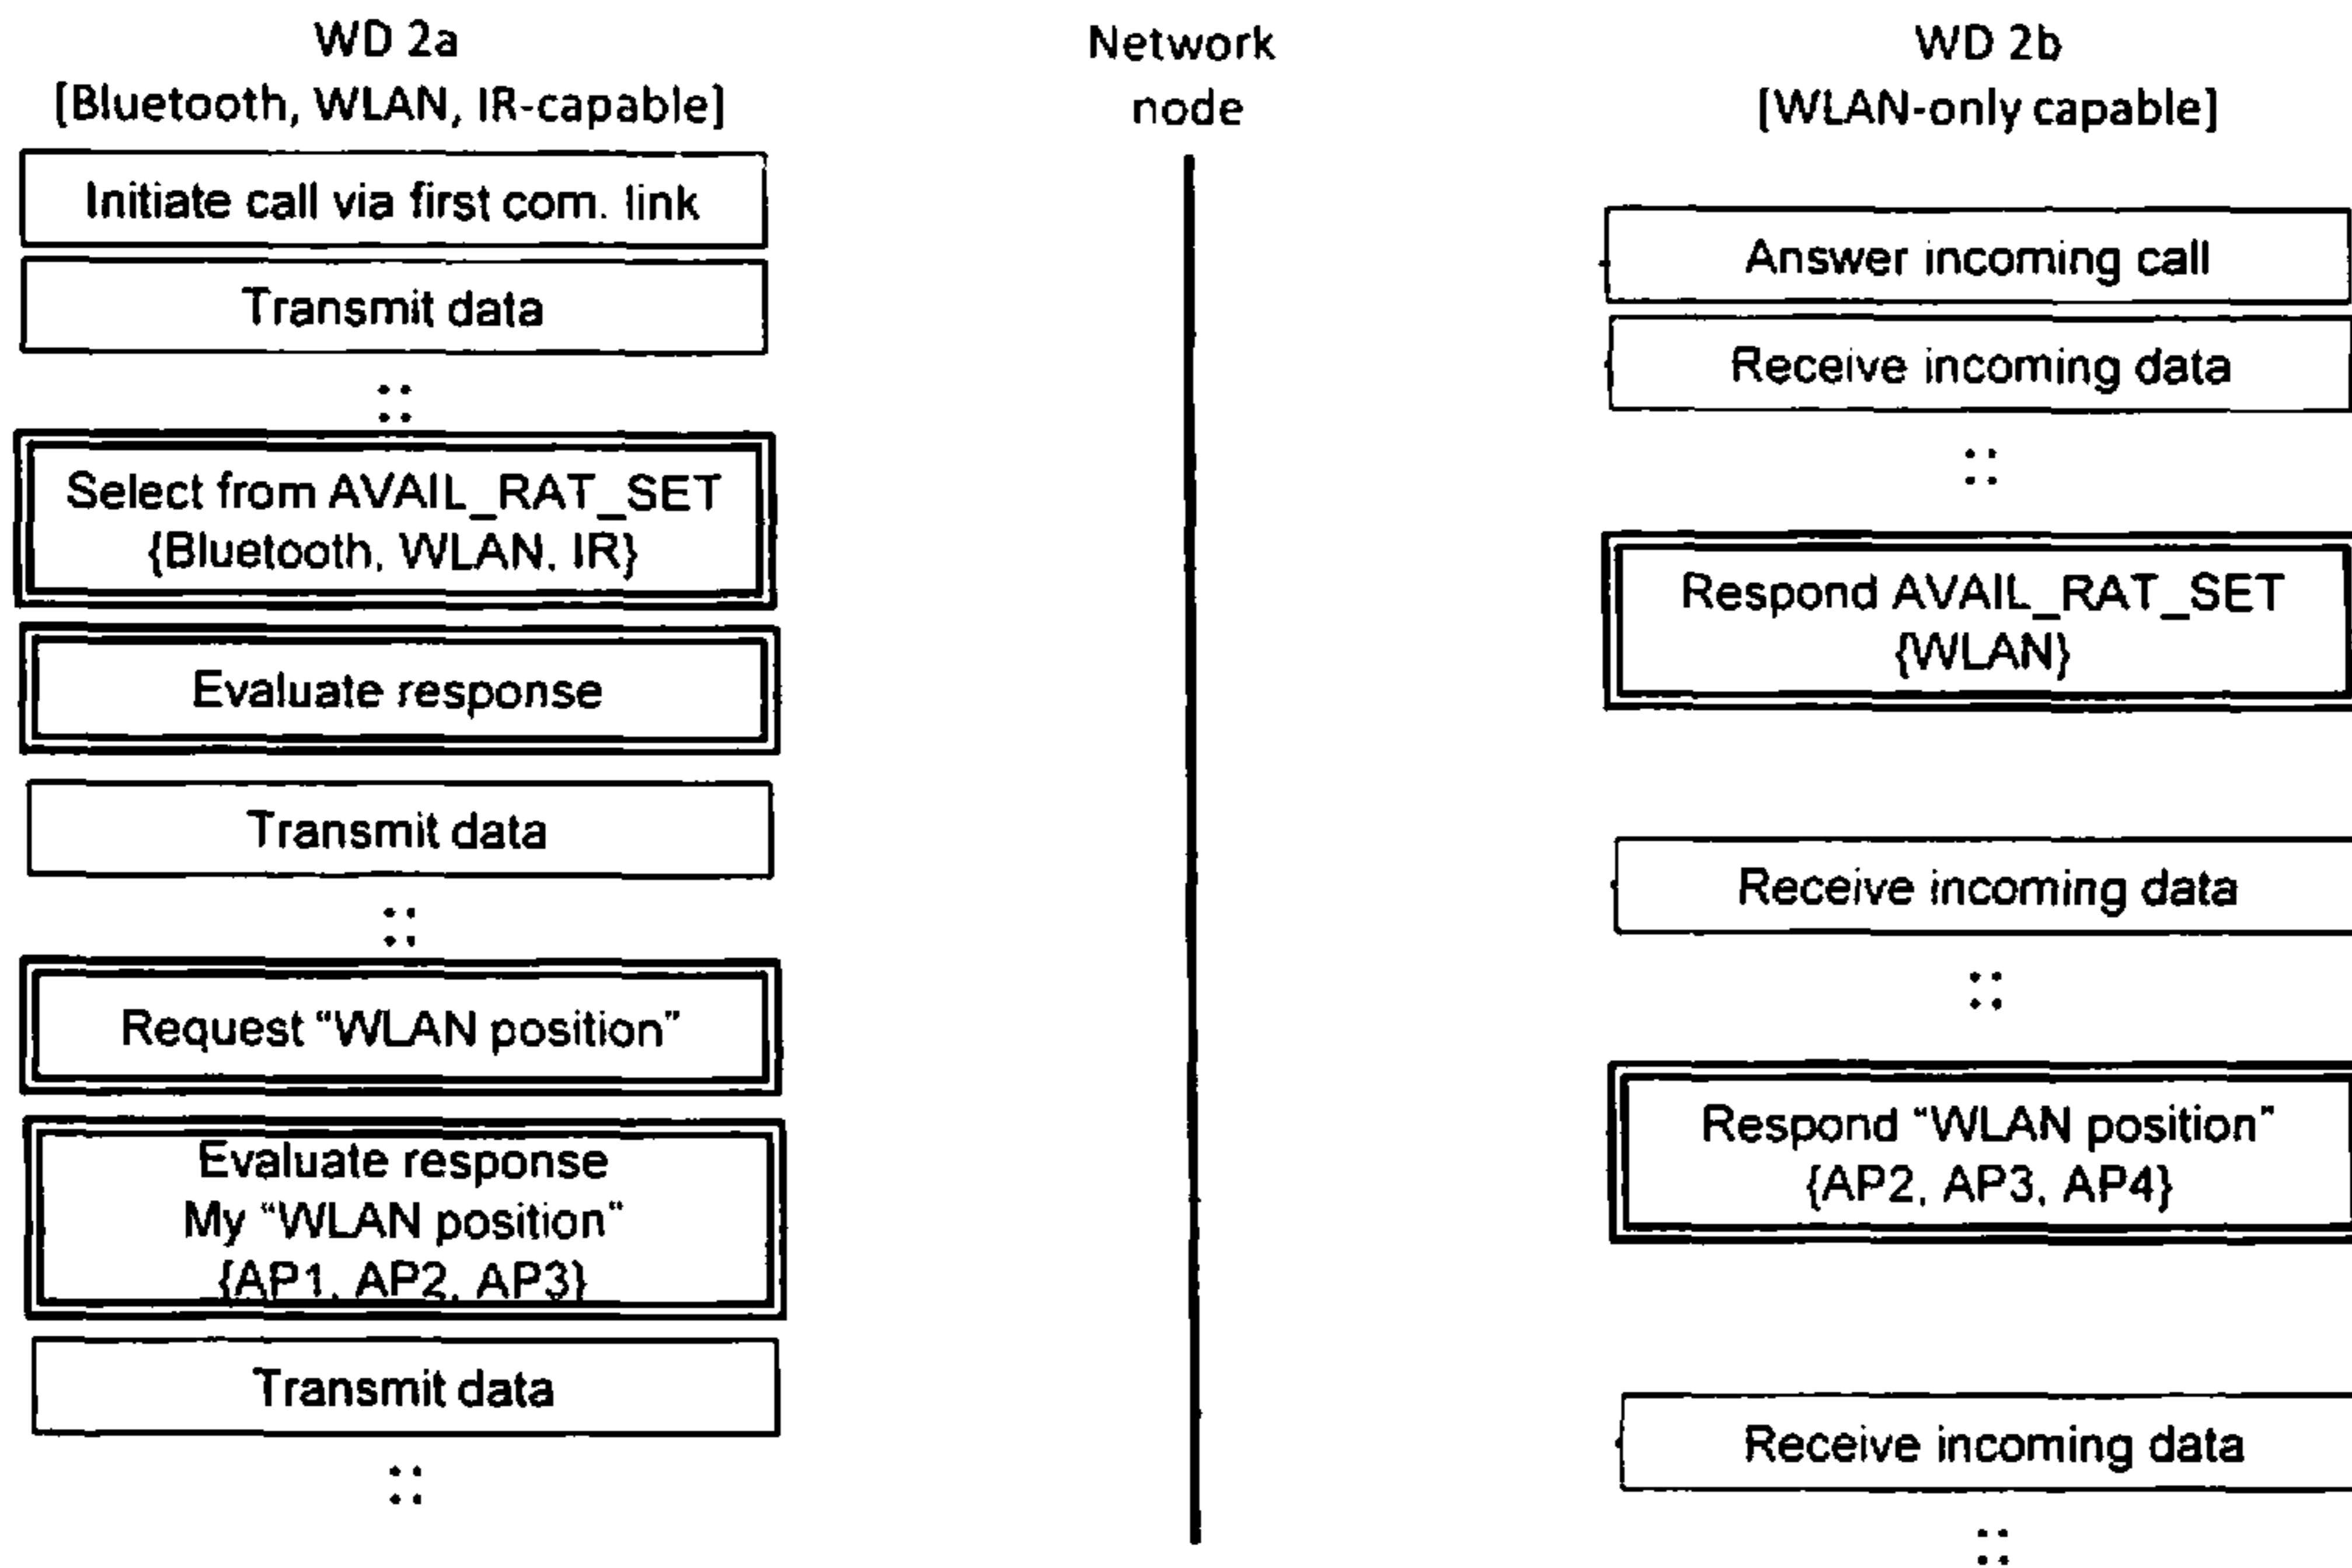 WD 2a
[Bluetooth, WLAN, IR-capable]
Initiate call via first com. link
Transmit data
Select from AVAIL_RAT_SET
{Bluetooth, WLAN, IR}
Evaluate response
Transmit data
Request “WLAN position”
Evaluate response
My “WLAN position“
{AP1, AP2, AP3}
Transmit data
Network
node
WD 2b
[WLAN-only capable]
Answer incoming call
Receive incoming data
Respond AVAIL_RAT_SET
{WLAN}
Receive incoming data
Respond “WLAN position”
{AP2, AP3, AP4}
Receive incoming data